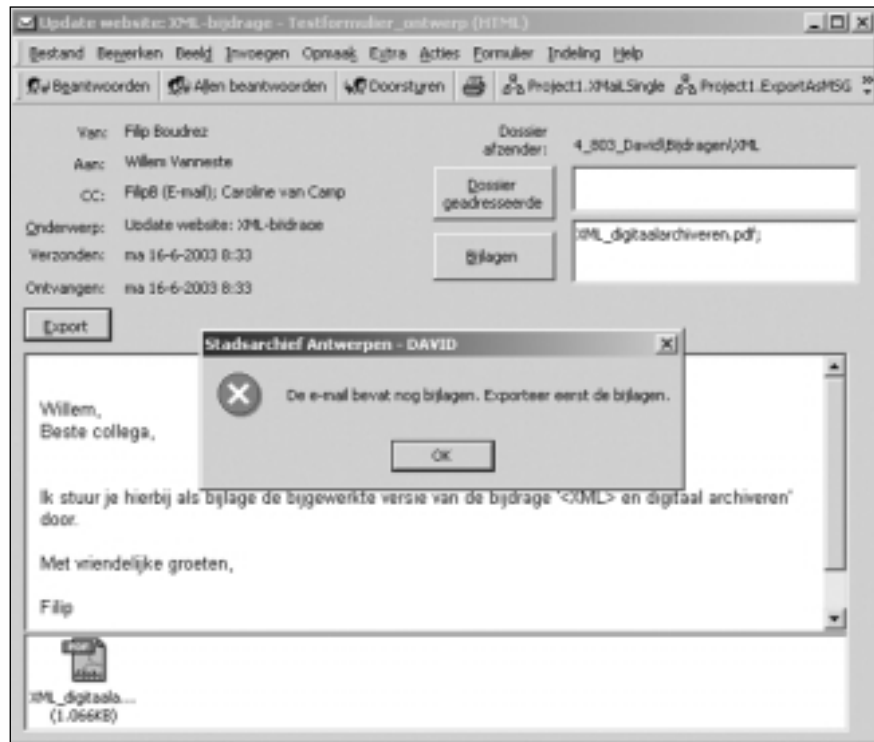 Update website: XML-bijdrage - Testformulier_ontwerp (HTML)
Bestand Bewerken Beeld Invoegen Opmaak Extra Acties Formulier Indeling Help
Beantwoorden Allen beantwoorden Doorsturen Project1.XMaiLSingle Project1.ExportAsMSG
Van: Filip Boudrez
Aan: Willem Vanneste
CC: FilipB (E-mail); Caroline van Camp
Onderwerp: Update website: XML-bijdrage
Verzonden: ma 16-6-2003 8:33
Ontvangen: ma 16-6-2003 8:33
Dossier
afzender: 4_803_David\Bijdragen\XML
Dossier
geadresseerde
Bijlagen XML_digitaalarchiveren.pdf;
Export
Stadsarchief Antwerpen - DAVID
De e-mail bevat nog bijlagen. Exporteer eerst de bijlagen.
OK
Willem,
Beste collega,
Ik stuur je hierbij als bijlage de bijgewerkte versie van de bijdrage '<XML> en digitaal archiveren'
door.
Met vriendelijke groeten,
Filip
XML_digitaala...
(1.066KB)